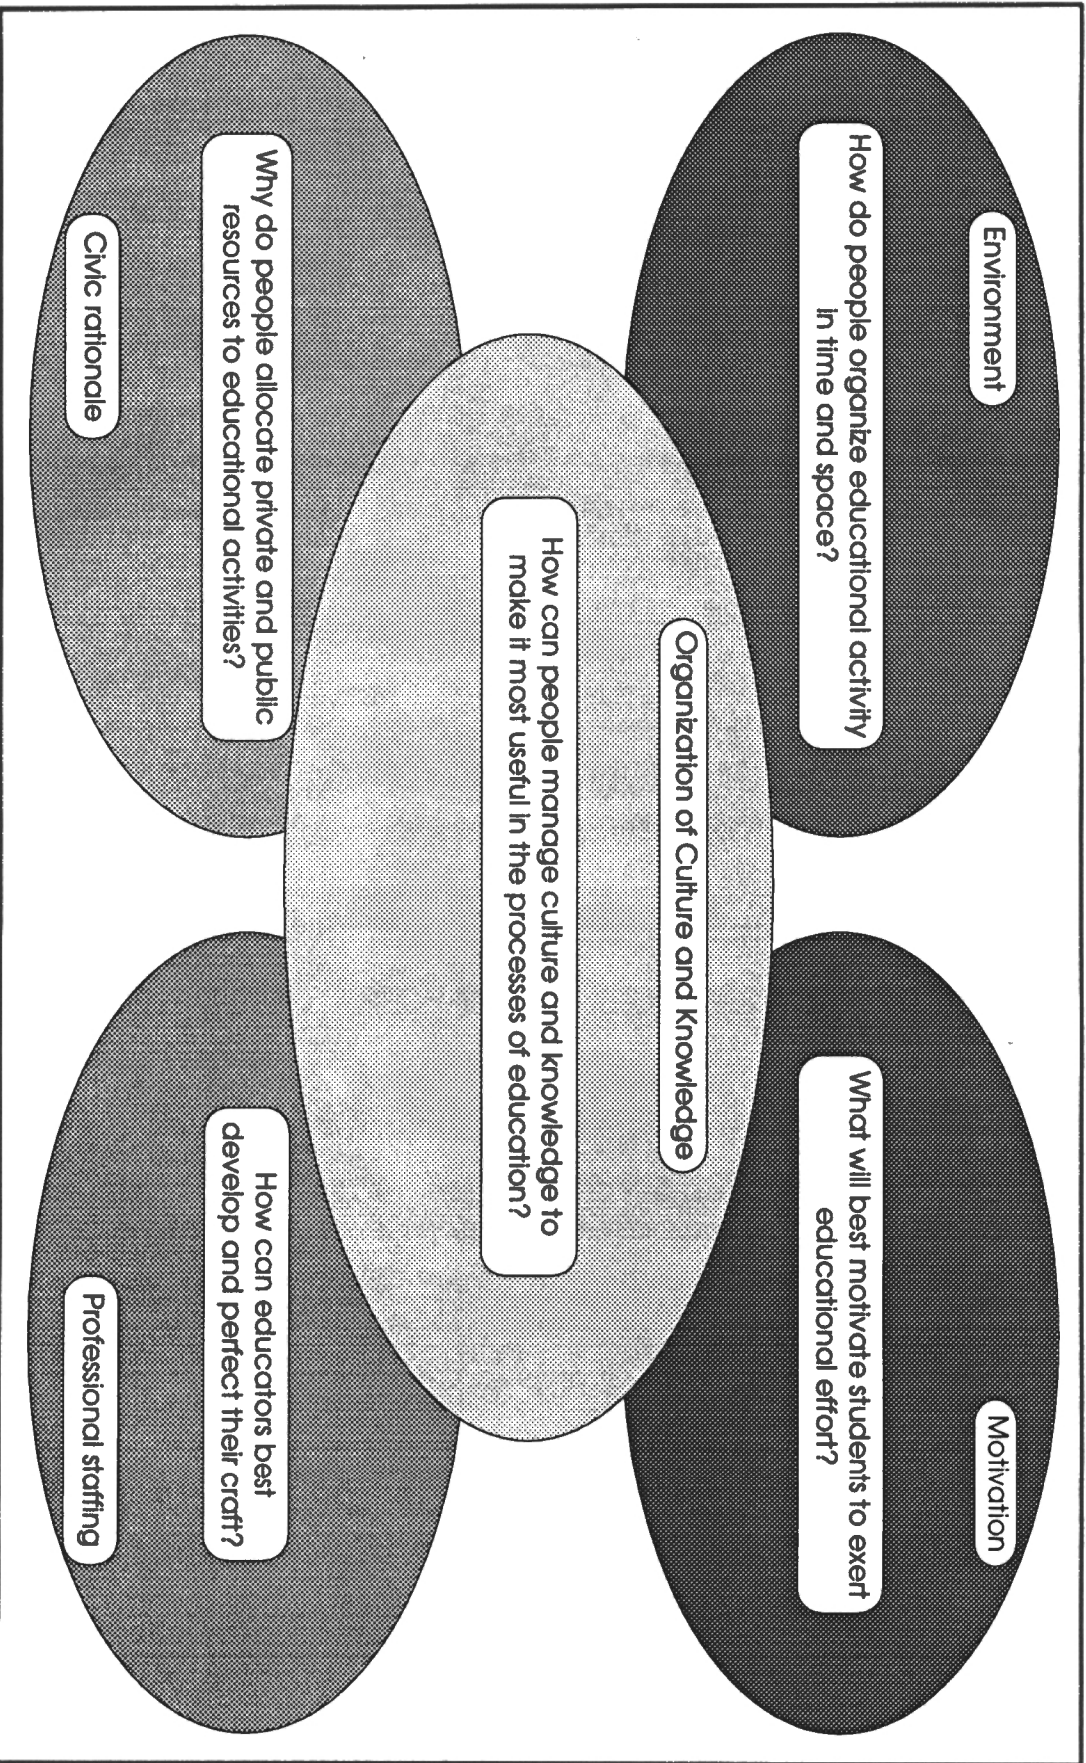 Environment
How do people organize educational activity
in time and space?
Motivation
What will best motivate students to exert
educational effort?
Organization of Culture and Knowledge
How can people manage culture and knowledge to
make it most useful in the processes of education?
Why do people allocate private and public
resources to educational activities?
Civic rationale
How can educators best
develop and perfect their craft?
Professional staffing